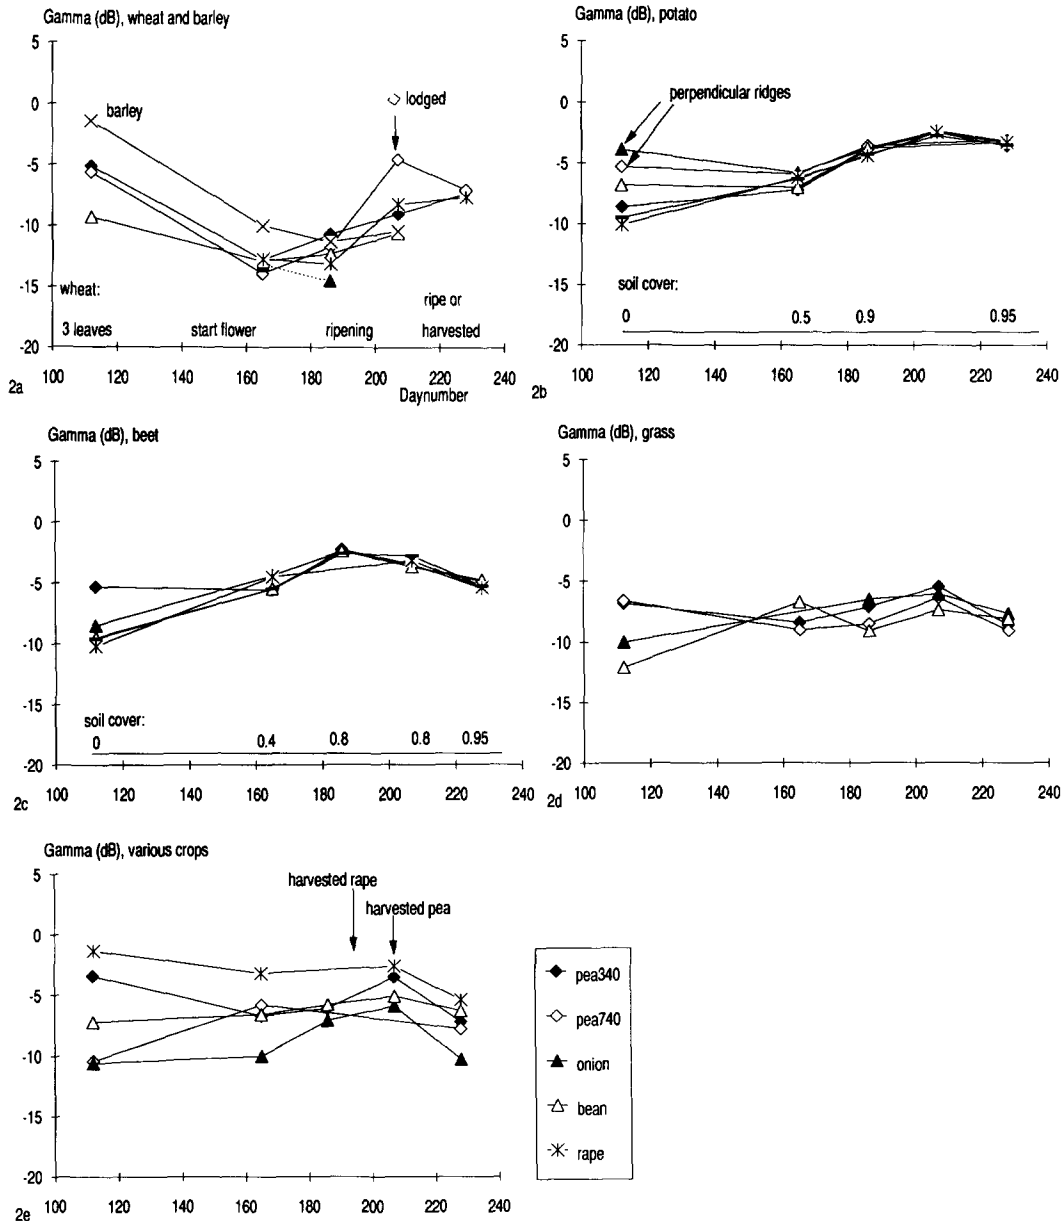 Gamma (dB), wheat and barley
5
0
-5
-10
-15
-20
barley
lodged
wheat:
3 leaves
start flower
ripening
ripe or
harvested
100 120 140 160 180 200 220 240
Daynumber
2a
Gamma (dB), potato
5
0
-5
-10
-15
-20
perpendicular ridges
soil cover:
0 0.5 0.9 0.95
100 120 140 160 180 200 220 240
2b
Gamma (dB), beet
5
0
-5
-10
-15
-20
soil cover:
0 0.4 0.8 0.8 0.95
100 120 140 160 180 200 220 240
2c
Gamma (dB), grass
5
0
-5
-10
-15
-20
100 120 140 160 180 200 220 240
2d
Gamma (dB), various crops
5
0
-5
-10
-15
-20
harvested rape
harvested pea
100 120 140 160 180 200 220 240
2e
pea340
pea740
onion
bean
rape